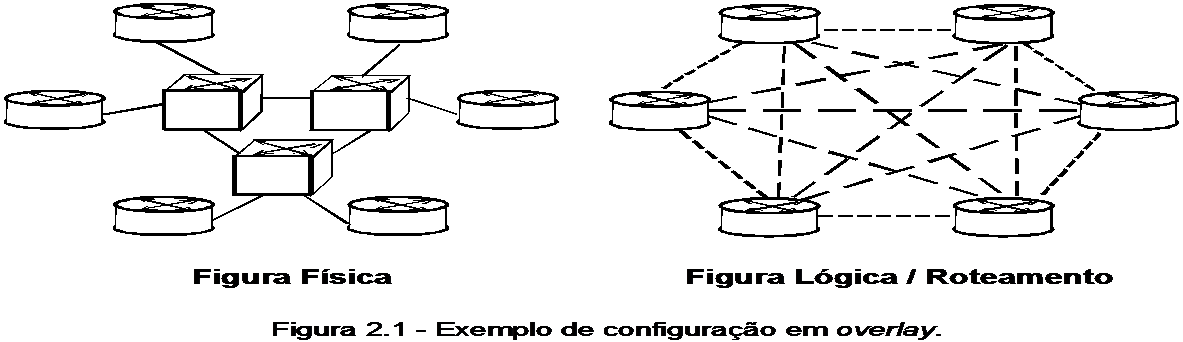 Figura Física
Figura Lógica / Roteamento
Figura 2.1 - Exemplo de configuração em overlay.